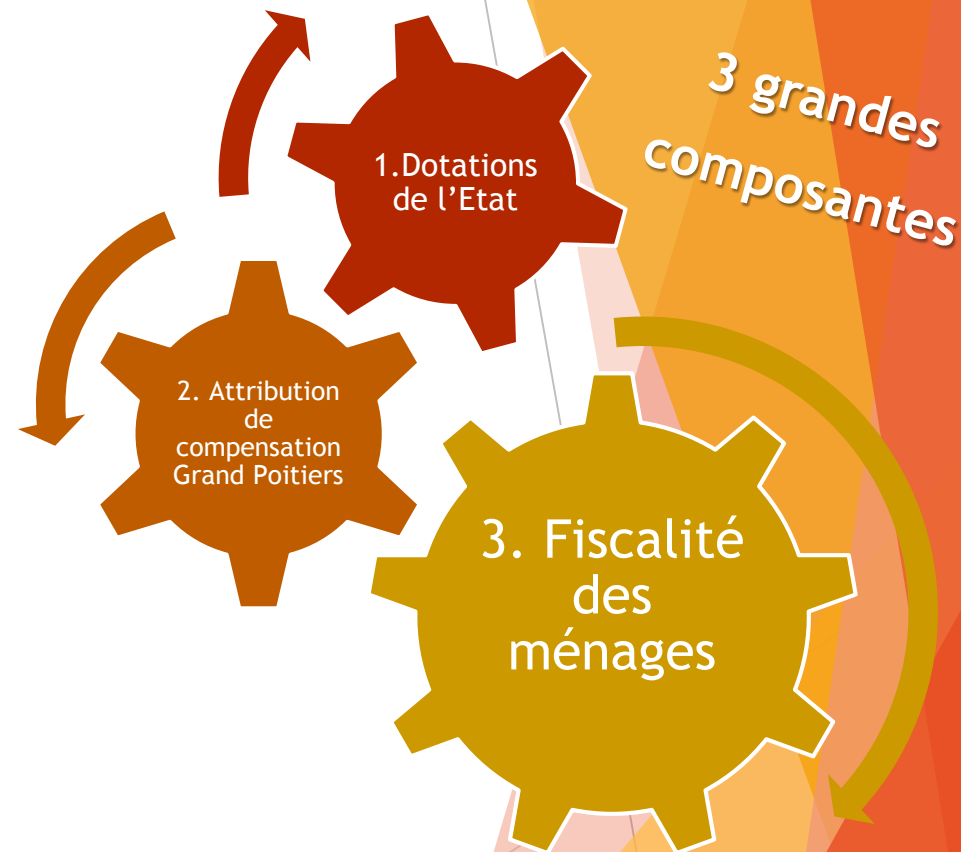 3 grandes
composantes
1.Dotations
de l’Etat
2. Attribution
de
compensation
Grand Poitiers
3. Fiscalité
des
ménages